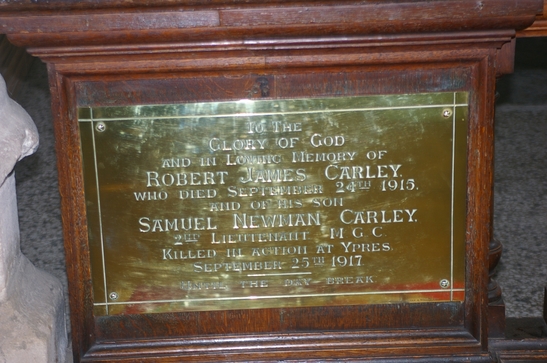 TO THE
GLORY OF GOD
AND IN LOVING MEMORY OF
ROBERT JAMES CARLEY.
WHO DIED SEPTEMBER 24TH 1915.
AND OF HIS SON
SAMUEL NEWMAN CARLEY,
2ND LIEUTENANT M G C
KILLED IN ACTION AT YPRES.
SEPTEMBER 25TH 1917
THE DAY BREAK